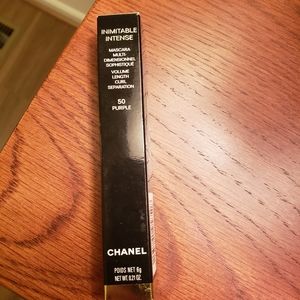 INIMITABLE
INTENSE
MASCARA
MULTI-
DIMENSIONNEL
SOPHISTIQUÉ
VOLUME
LENGTH
CURL
SEPARATION
50
PURPLE
CHANEL
POIDS NET 6g
NET WT. 0.21 OZ.